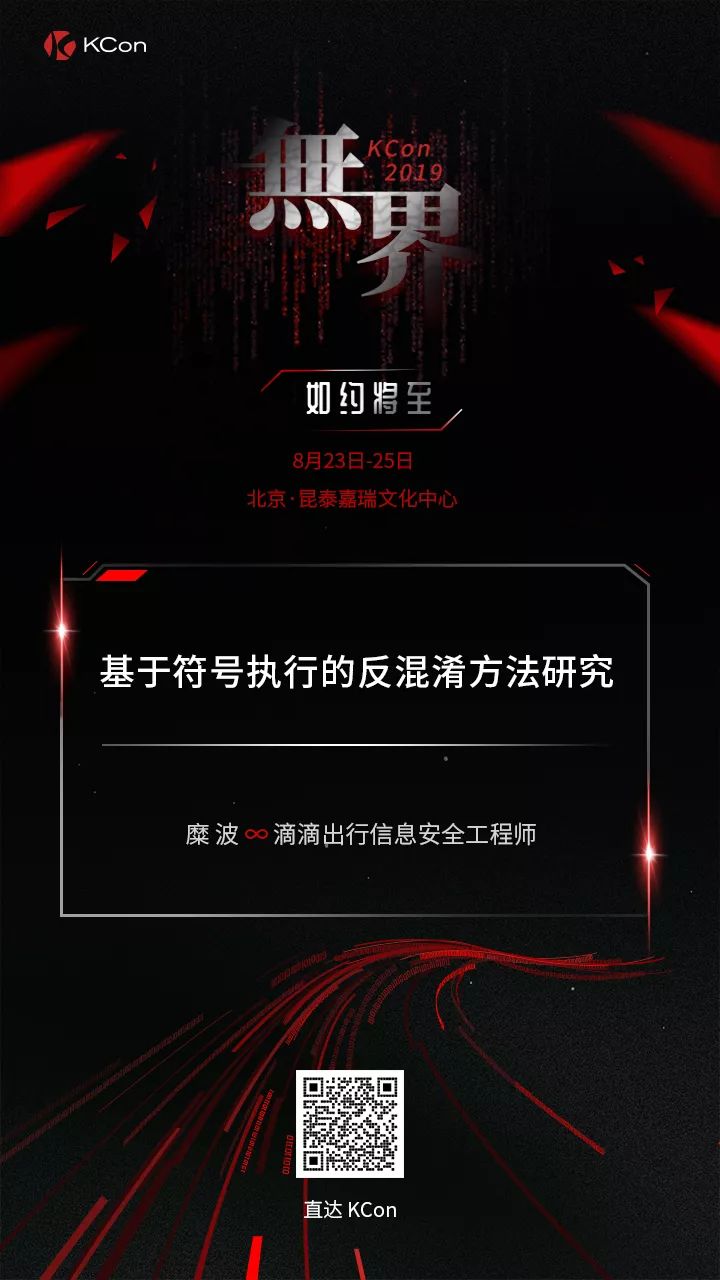 KCon
無界
KCon
2019
如约将至
8月23日-25日
北京·昆泰嘉瑞文化中心
基于符号执行的反混淆方法研究
糜波∞滴滴出行信息安全工程师
直达 KCon